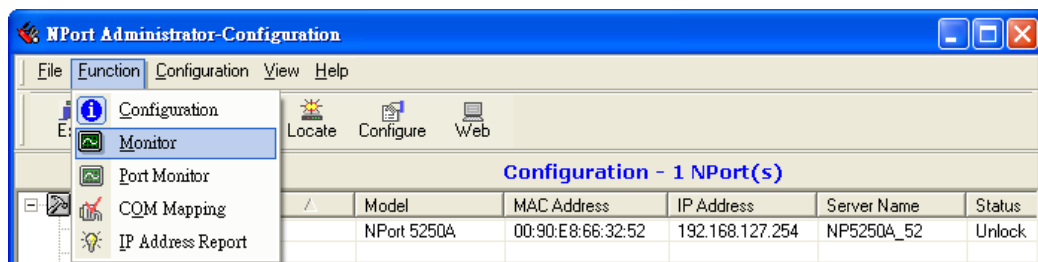 NPort Administrator-Configuration
File Function Configuration View Help
Locate Configure Web
Configuration
Monitor
Port Monitor
COM Mapping
IP Address Report
Configuration - 1 NPort(s)
Model MAC Address IP Address Server Name Status
NPort 5250A 00:90:E8:66:32:52 192.168.127.254 NP5250A_52 Unlock